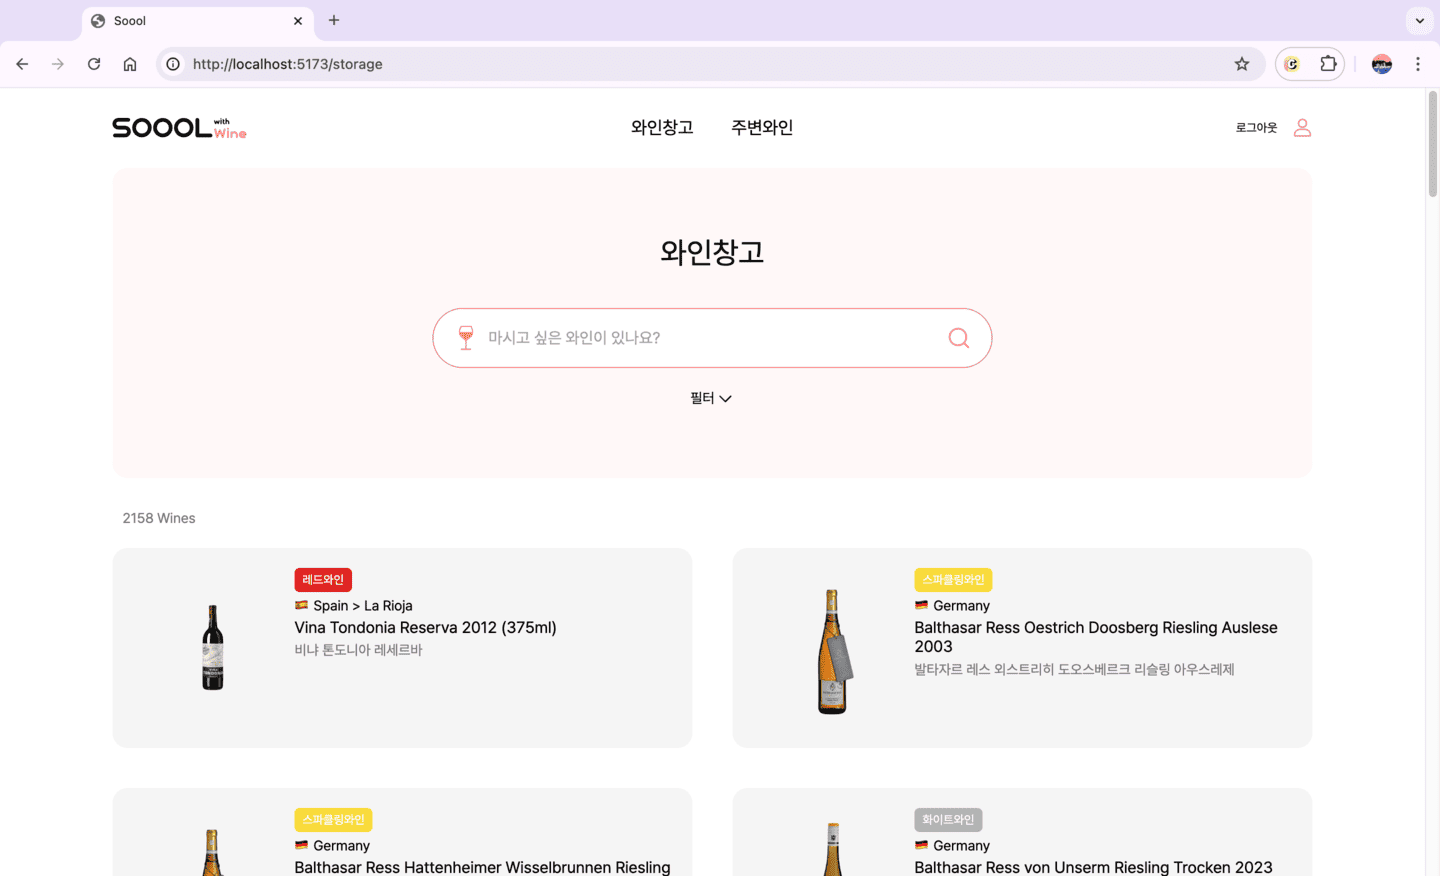 Soool
http://localhost:5173/storage
SOOOL with Wine
와인창고
주변와인
로그아웃
와인창고
마시고 싶은 와인이 있나요?
필터
2158 Wines
레드와인
Spain > La Rioja
Vina Tondonia Reserva 2012 (375ml)
비냐 톤도니아 레세르바
스파클링와인
Germany
Balthasar Ress Oestrich Doosberg Riesling Auslese
2003
발타자르 레스 외스트리히 도오스베르크 리슬링 아우스레제
스파클링와인
Germany
Balthasar Ress Hattenheimer Wisselbrunnen Riesling
화이트와인
Germany
Balthasar Ress von Unserm Riesling Trocken 2023